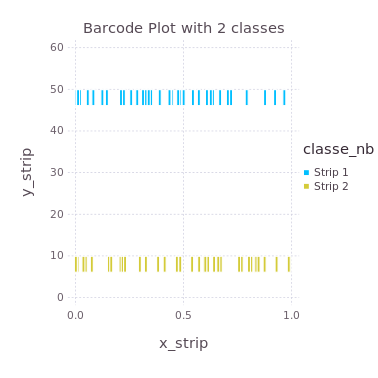 Barcode Plot with 2 classes
60
50
40
30
20
10
0
y_strip
0.0
0.5
1.0
x_strip
classe_nb
Strip 1
Strip 2